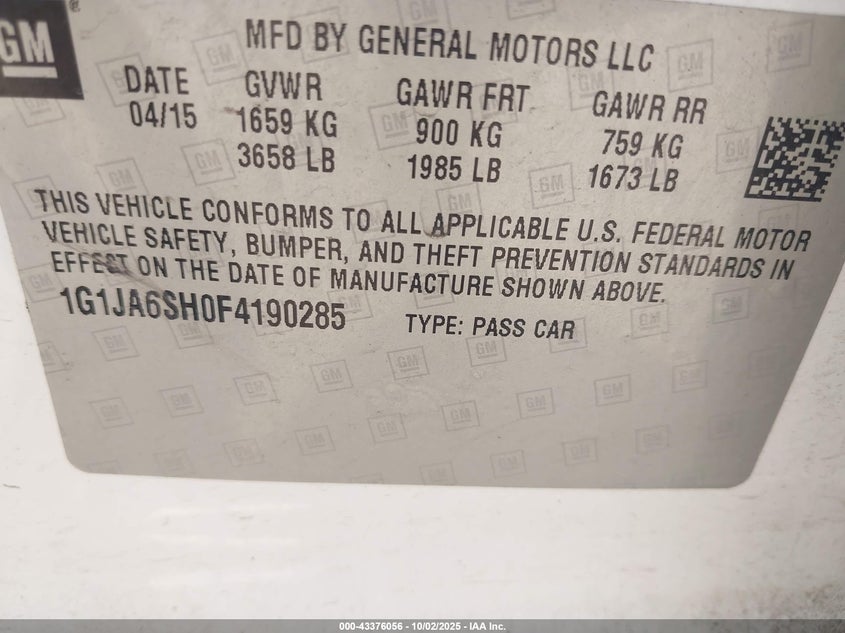 GM
MFD BY GENERAL MOTORS LLC
DATE GVWR GAWR FRT GAWR RR
04/15 1659 KG 900 KG 759 KG
3658 LB 1985 LB 1673 LB
THIS VEHICLE CONFORMS TO ALL APPLICABLE U.S. FEDERAL MOTOR
VEHICLE SAFETY, BUMPER, AND THEFT PREVENTION STANDARDS IN
EFFECT ON THE DATE OF MANUFACTURE SHOWN ABOVE.
1G1JA6SH0F4190285 TYPE: PASS CAR
000-43376056 - 10/02/2025 - IAA Inc.